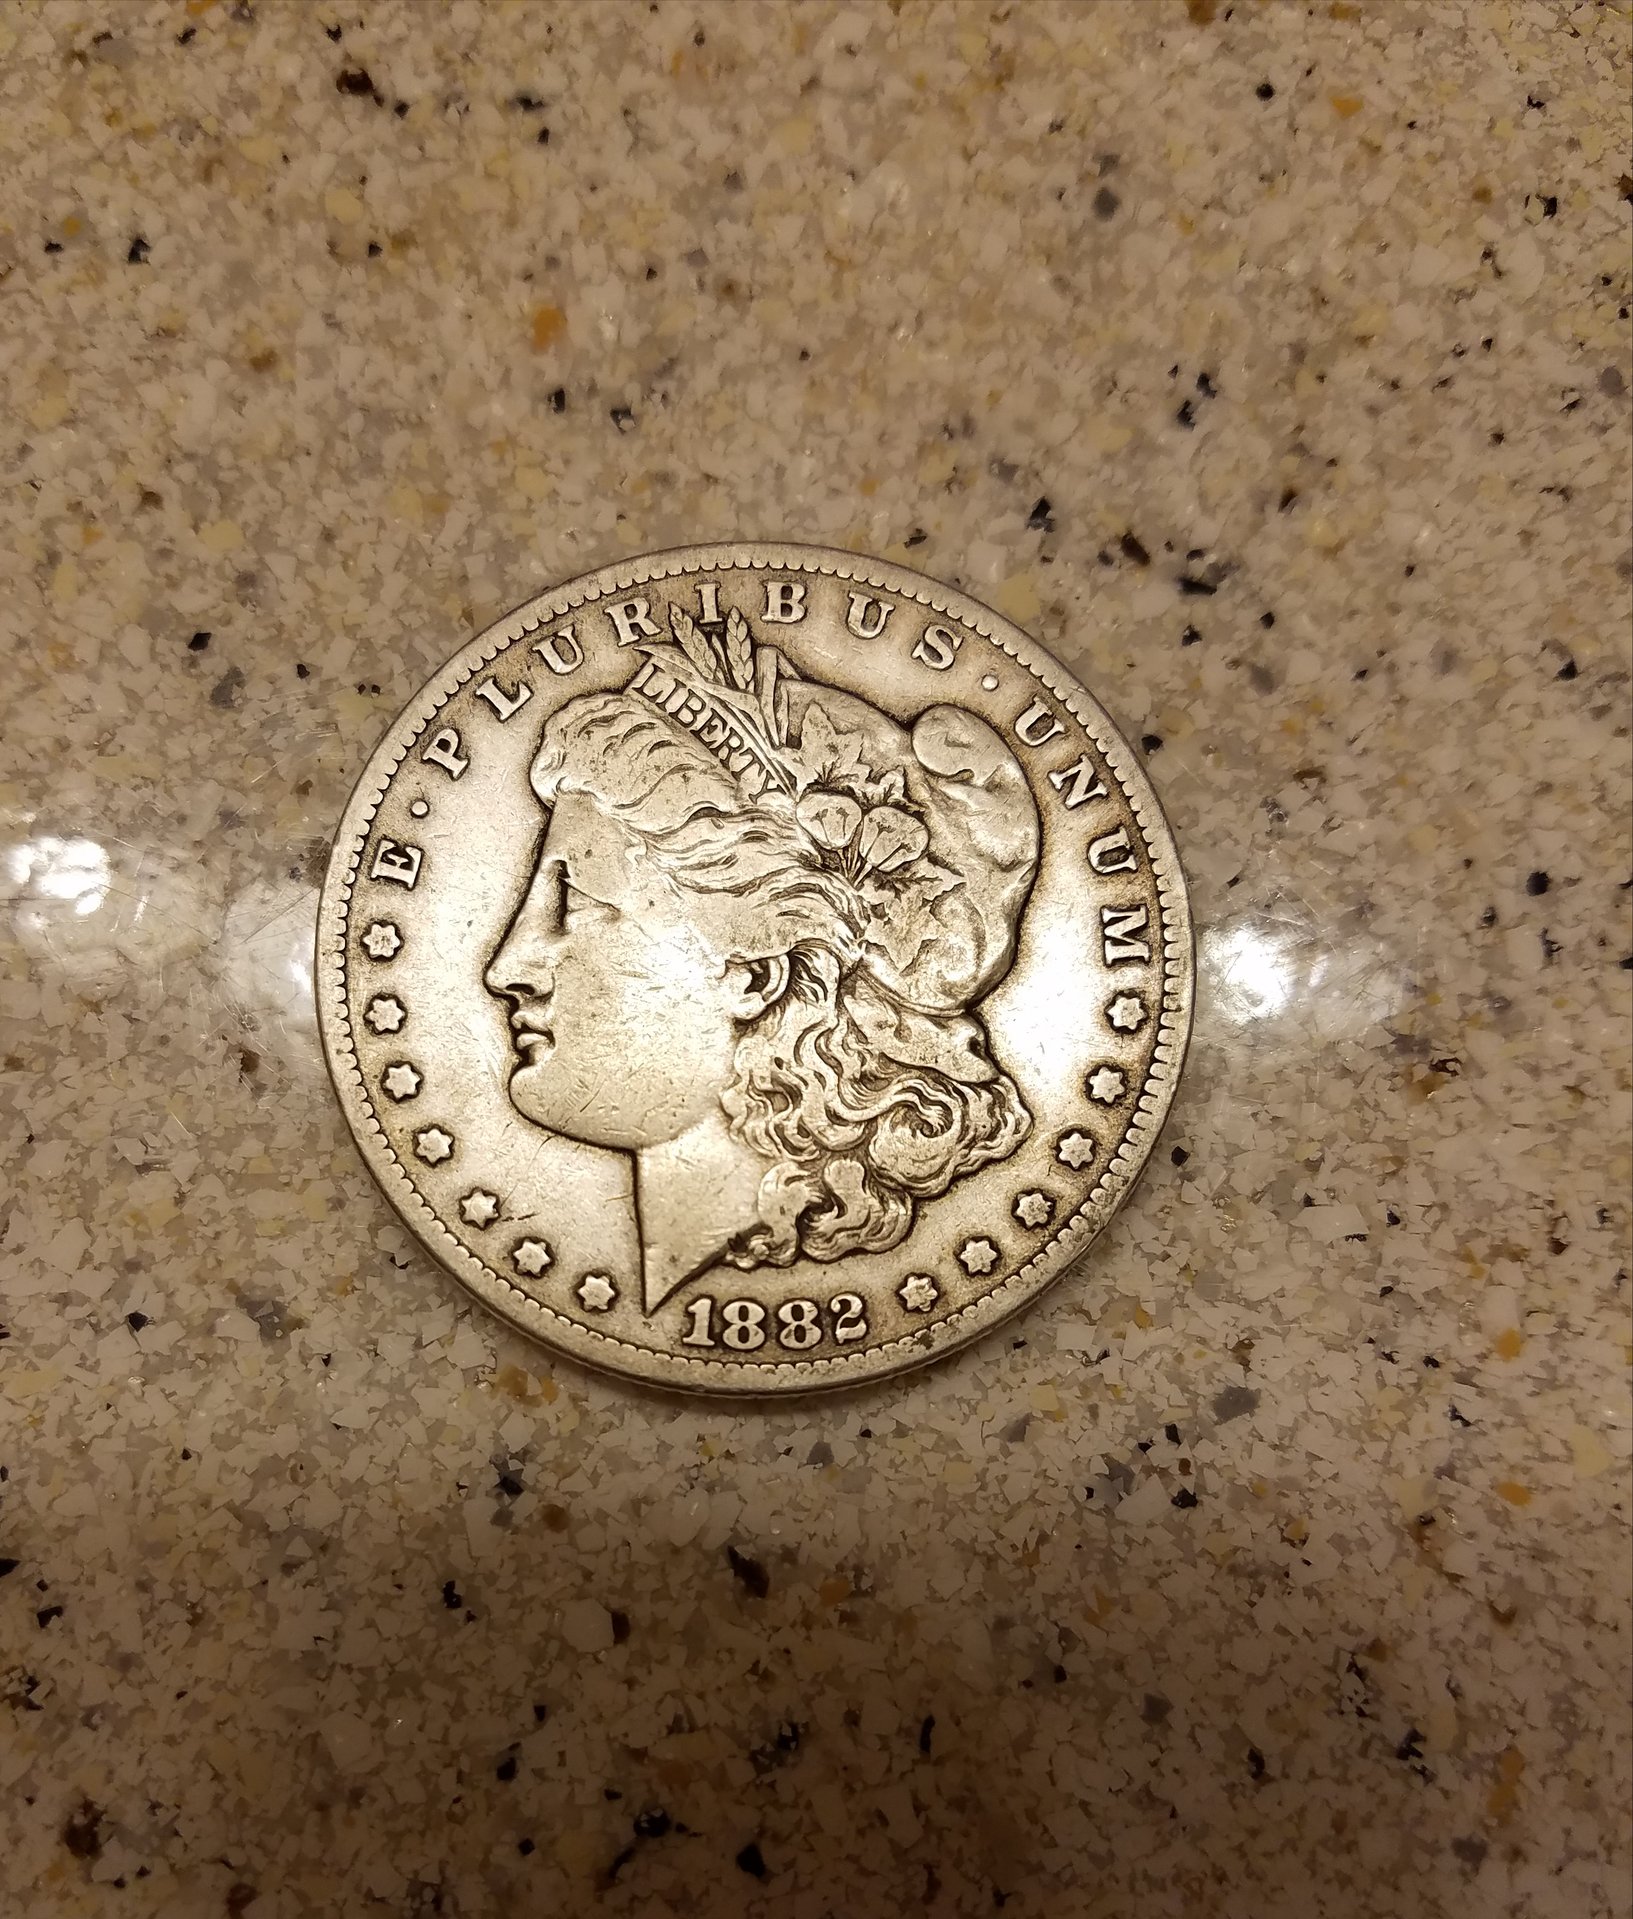 E · PLURIBUS · UNUM
LIBERTY
1882